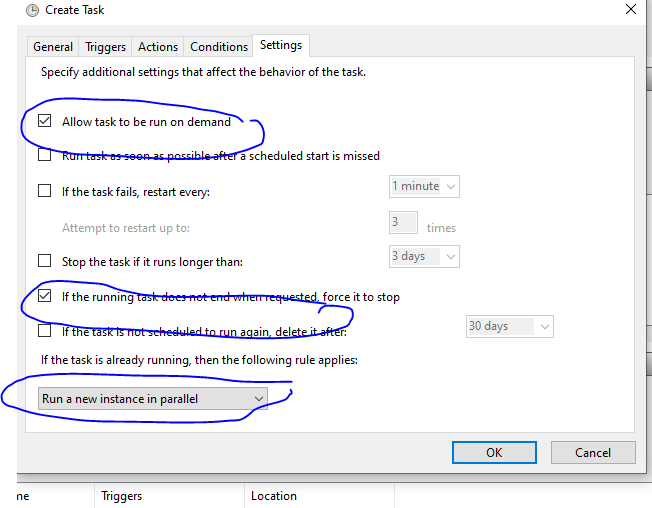 Create Task
General Triggers Actions Conditions Settings
Specify additional settings that affect the behavior of the task.
Allow task to be run on demand
Run task as soon as possible after a scheduled start is missed
If the task fails, restart every: 1 minute
Attempt to restart up to: 3 times
Stop the task if it runs longer than: 3 days
If the running task does not end when requested, force it to stop
If the task is not scheduled to run again, delete it after: 30 days
If the task is already running, then the following rule applies:
Run a new instance in parallel
OK Cancel
me Triggers Location